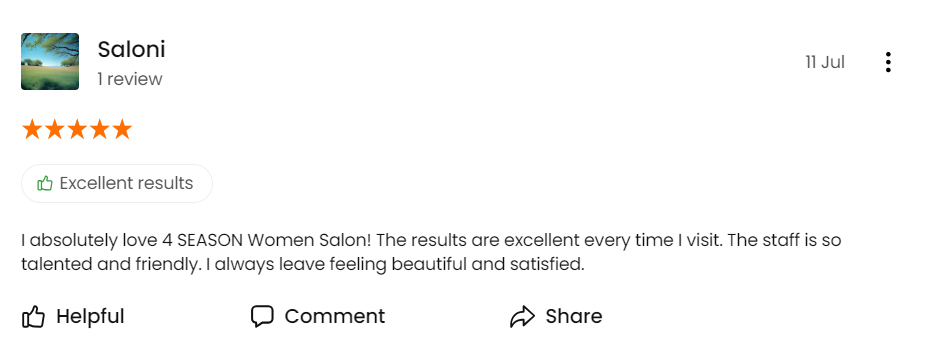 Saloni
1 review
11 Jul
Excellent results
I absolutely love 4 SEASON Women Salon! The results are excellent every time I visit. The staff is so
talented and friendly. I always leave feeling beautiful and satisfied.
Helpful
Comment
Share